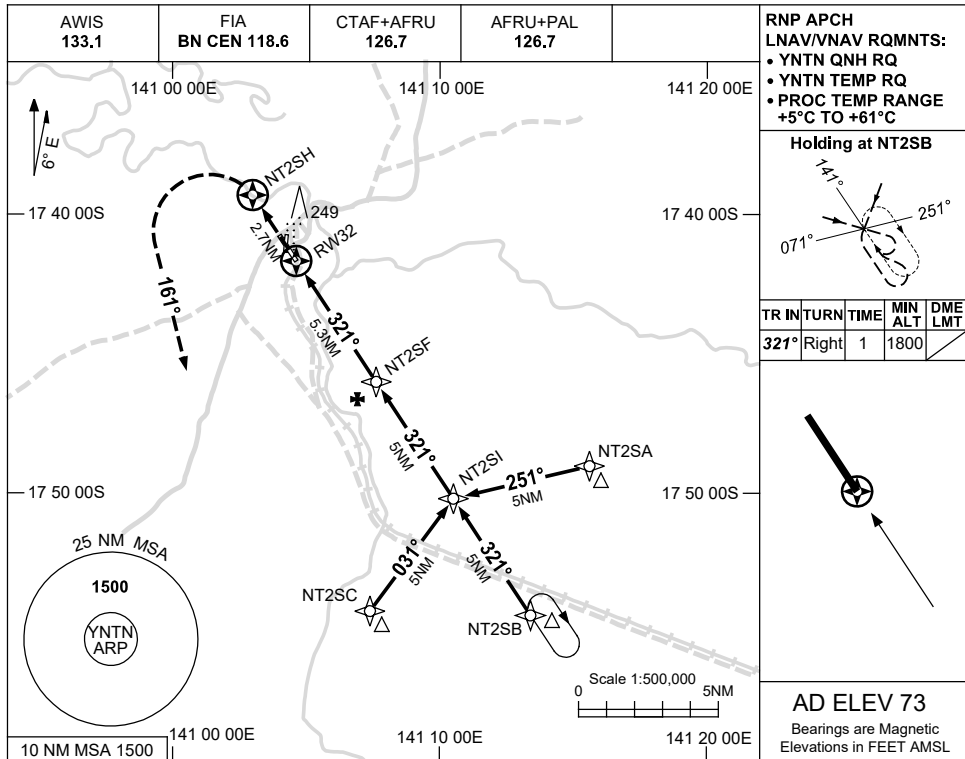 AWIS
133.1
FIA
BN CEN 118.6
CTAF+AFRU
126.7
AFRU+PAL
126.7
RNP APCH
LNAV/VNAV RQMNTS:
• YNTN QNH RQ
• YNTN TEMP RQ
• PROC TEMP RANGE
+5°C TO +61°C
141 00 00E
141 10 00E
141 20 00E
6° E
NT2SH
249
2.7NM
RW32
17 40 00S
17 40 00S
161°
321°
5.3NM
NT2SF
321°
5NM
NT2SI
251°
5NM
NT2SA
17 50 00S
17 50 00S
031°
5NM
321°
5NM
NT2SC
NT2SB
25 NM MSA
1500
YNTN
ARP
10 NM MSA 1500
Scale 1:500,000
0
5NM
141 00 00E
141 10 00E
141 20 00E
Holding at NT2SB
141°
251°
071°
TR IN TURN TIME MIN ALT DME LMT
321° Right 1 1800
AD ELEV 73
Bearings are Magnetic
Elevations in FEET AMSL